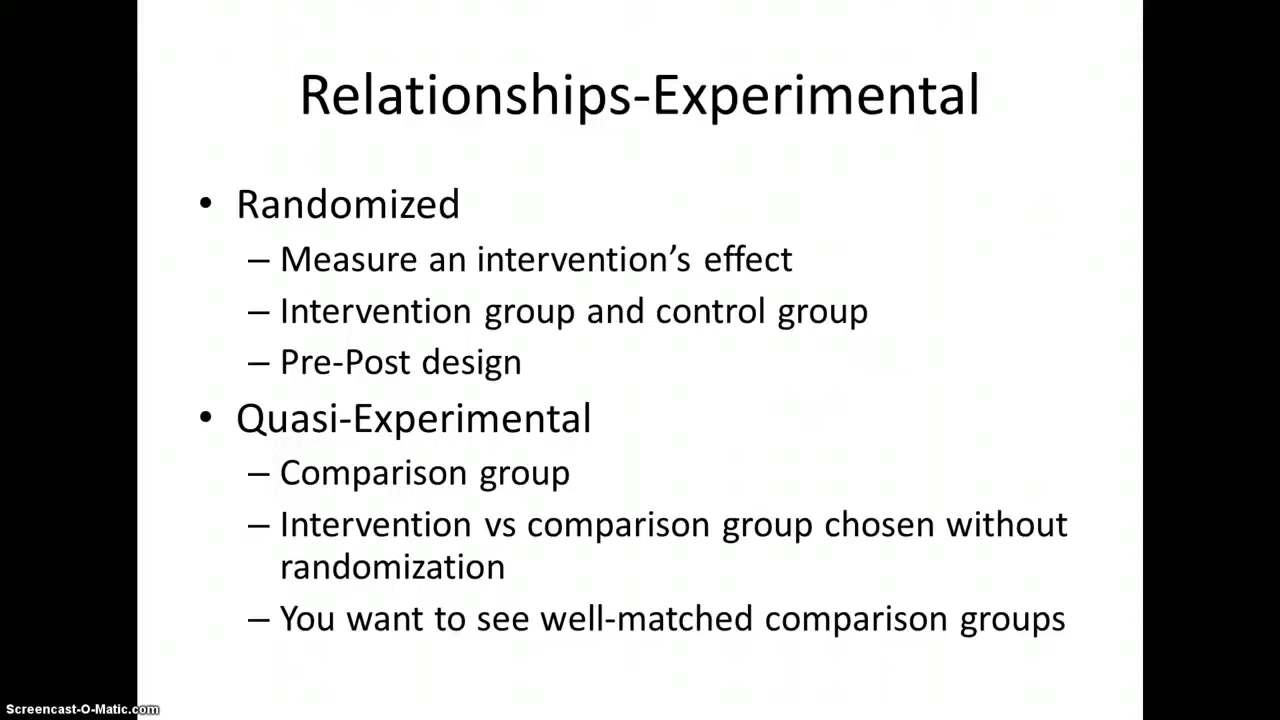 Relationships-Experimental
• Randomized
– Measure an intervention’s effect
– Intervention group and control group
– Pre-Post design
• Quasi-Experimental
– Comparison group
– Intervention vs comparison group chosen without
randomization
– You want to see well-matched comparison groups
Screencast-O-Matic.com